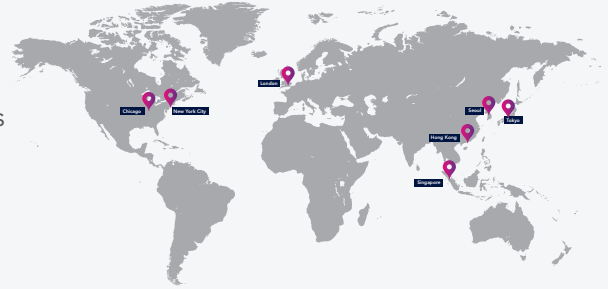 s
London
Chicago
New York City
Seoul
Tokyo
Hong Kong
Singapore